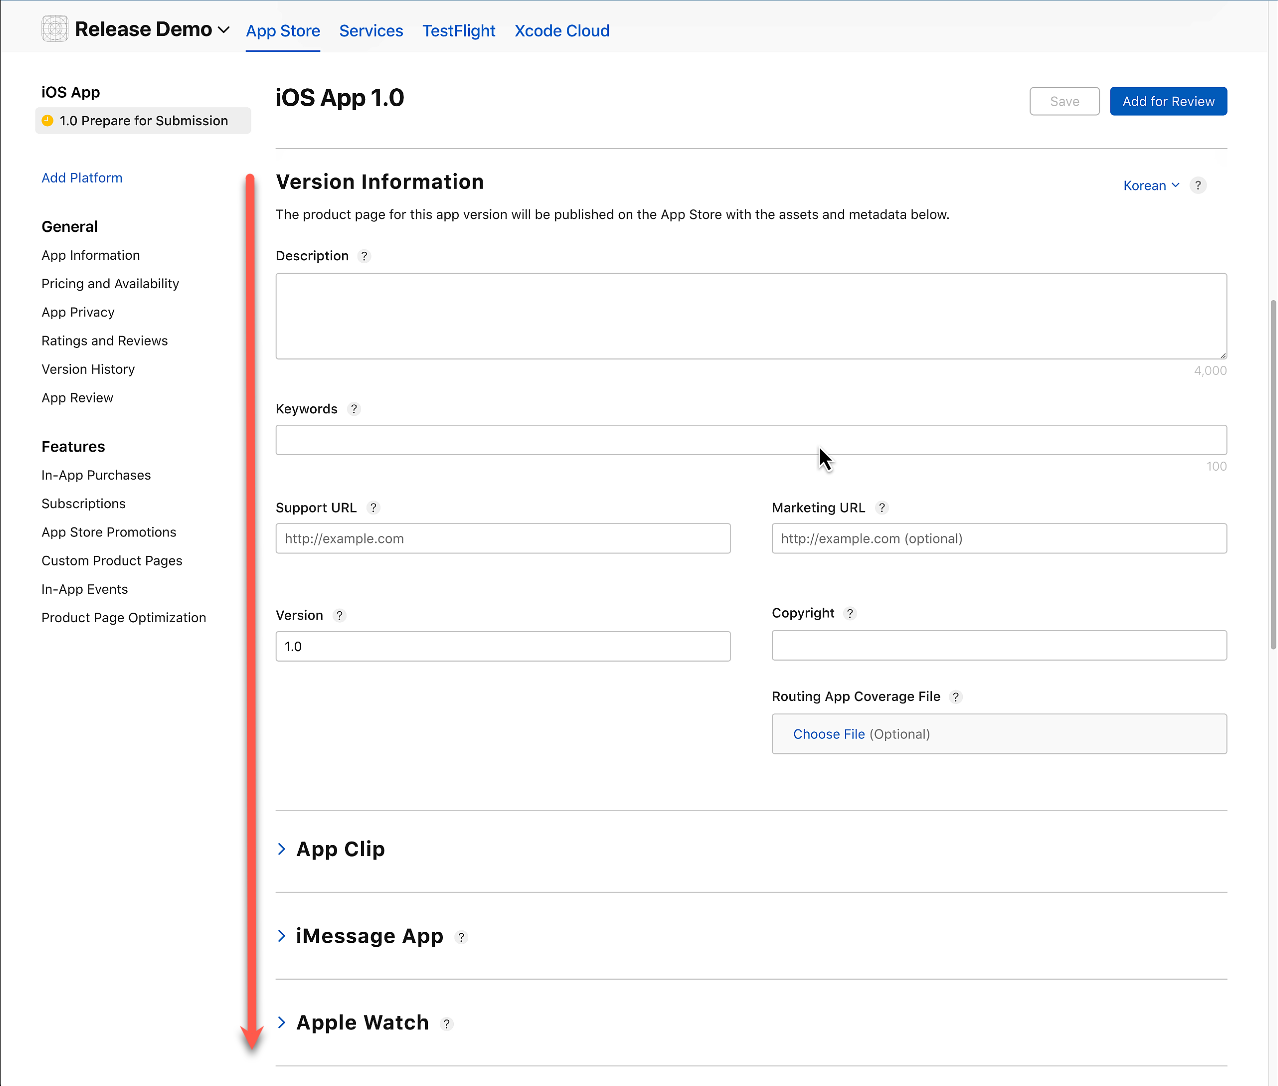 Release Demo
App Store
Services
TestFlight
Xcode Cloud
iOS App
1.0 Prepare for Submission
Add Platform
General
App Information
Pricing and Availability
App Privacy
Ratings and Reviews
Version History
App Review
Features
In-App Purchases
Subscriptions
App Store Promotions
Custom Product Pages
In-App Events
Product Page Optimization
iOS App 1.0
Save
Add for Review
Version Information
Korean
?
The product page for this app version will be published on the App Store with the assets and metadata below.
Description ?
4,000
Keywords ?
100
Support URL ?
http://example.com
Marketing URL ?
http://example.com (optional)
Version ?
1.0
Copyright ?
Routing App Coverage File ?
Choose File (Optional)
App Clip
iMessage App ?
Apple Watch ?